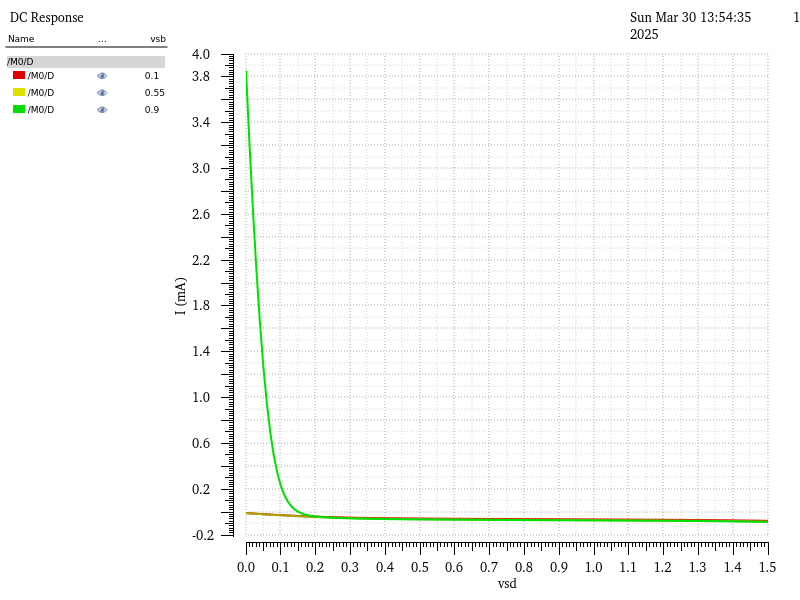 DC Response
Sun Mar 30 13:54:35 2025
1
Name ... vsb
/M0/D
/M0/D 0.1
/M0/D 0.55
/M0/D 0.9
4.0
3.8
3.4
3.0
2.6
2.2
1.8
1.4
1.0
0.6
0.2
-0.2
I (mA)
0.0 0.1 0.2 0.3 0.4 0.5 0.6 0.7 0.8 0.9 1.0 1.1 1.2 1.3 1.4 1.5
vsd